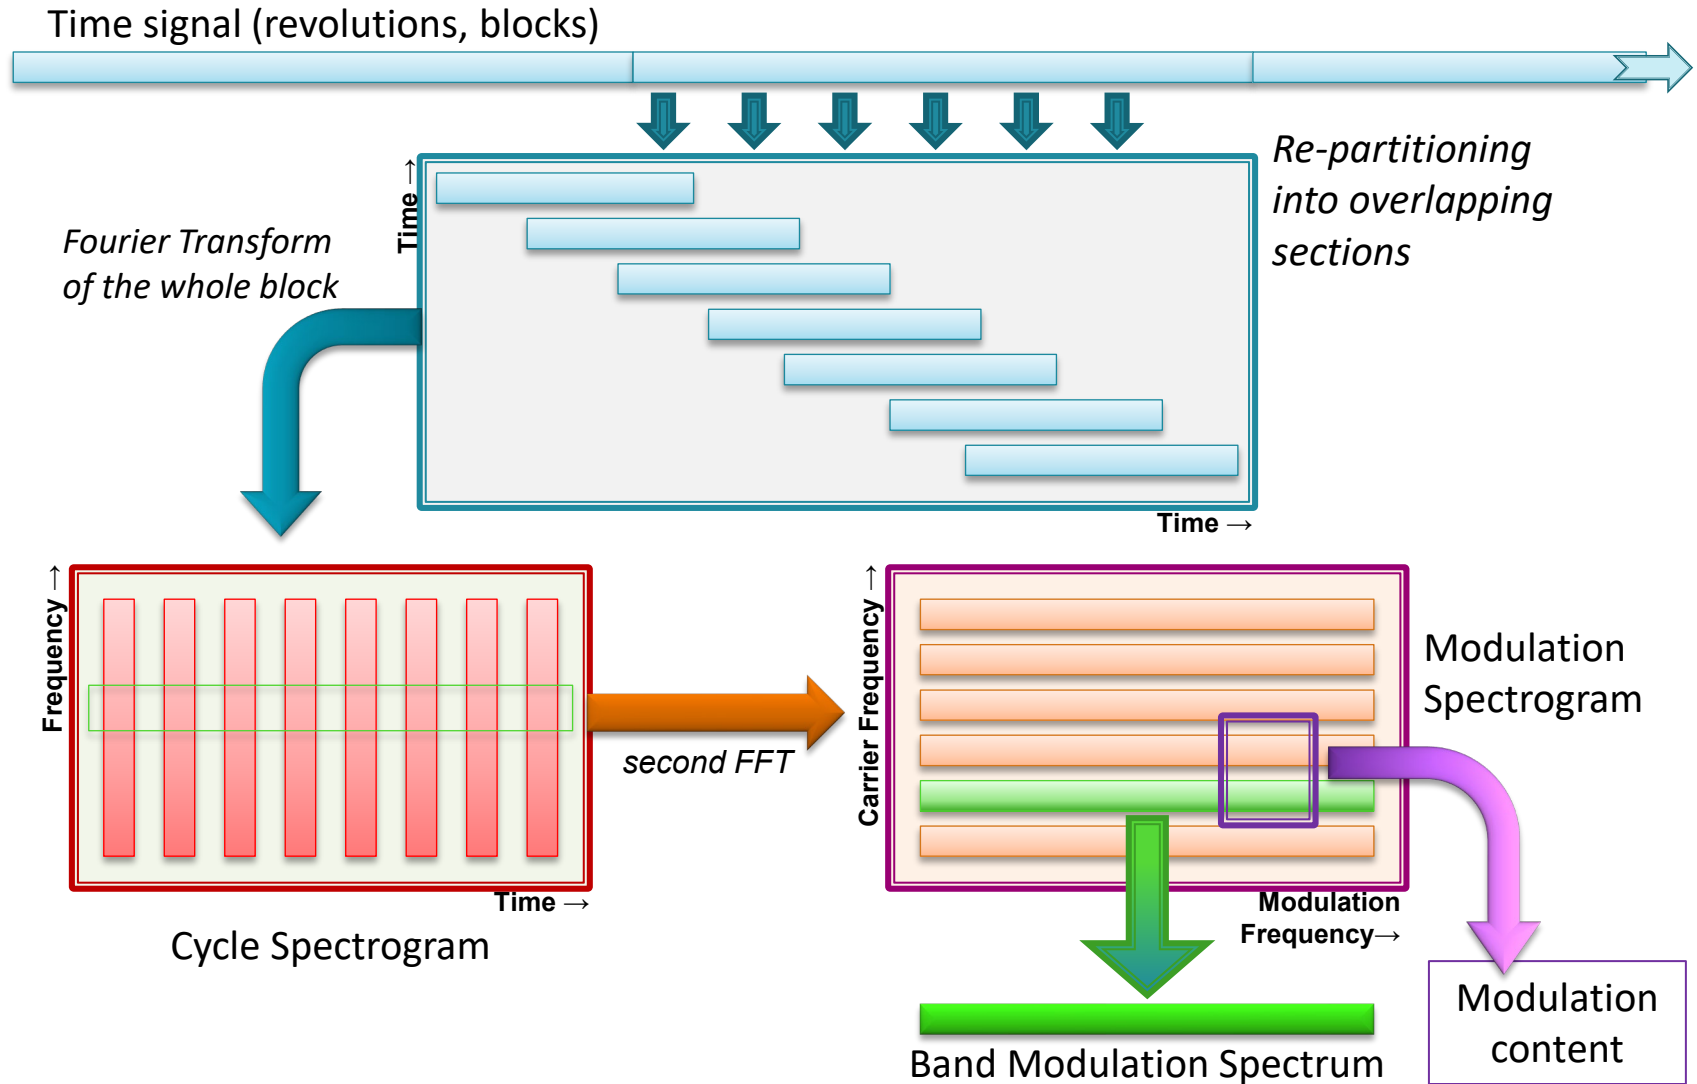 Time signal (revolutions, blocks)
Re-partitioning
into overlapping
sections
Time →
Fourier Transform
of the whole block
Time →
Frequency →
Time →
Cycle Spectrogram
second FFT
Carrier Frequency →
Modulation
Frequency→
Modulation
Spectrogram
Band Modulation Spectrum
Modulation
content